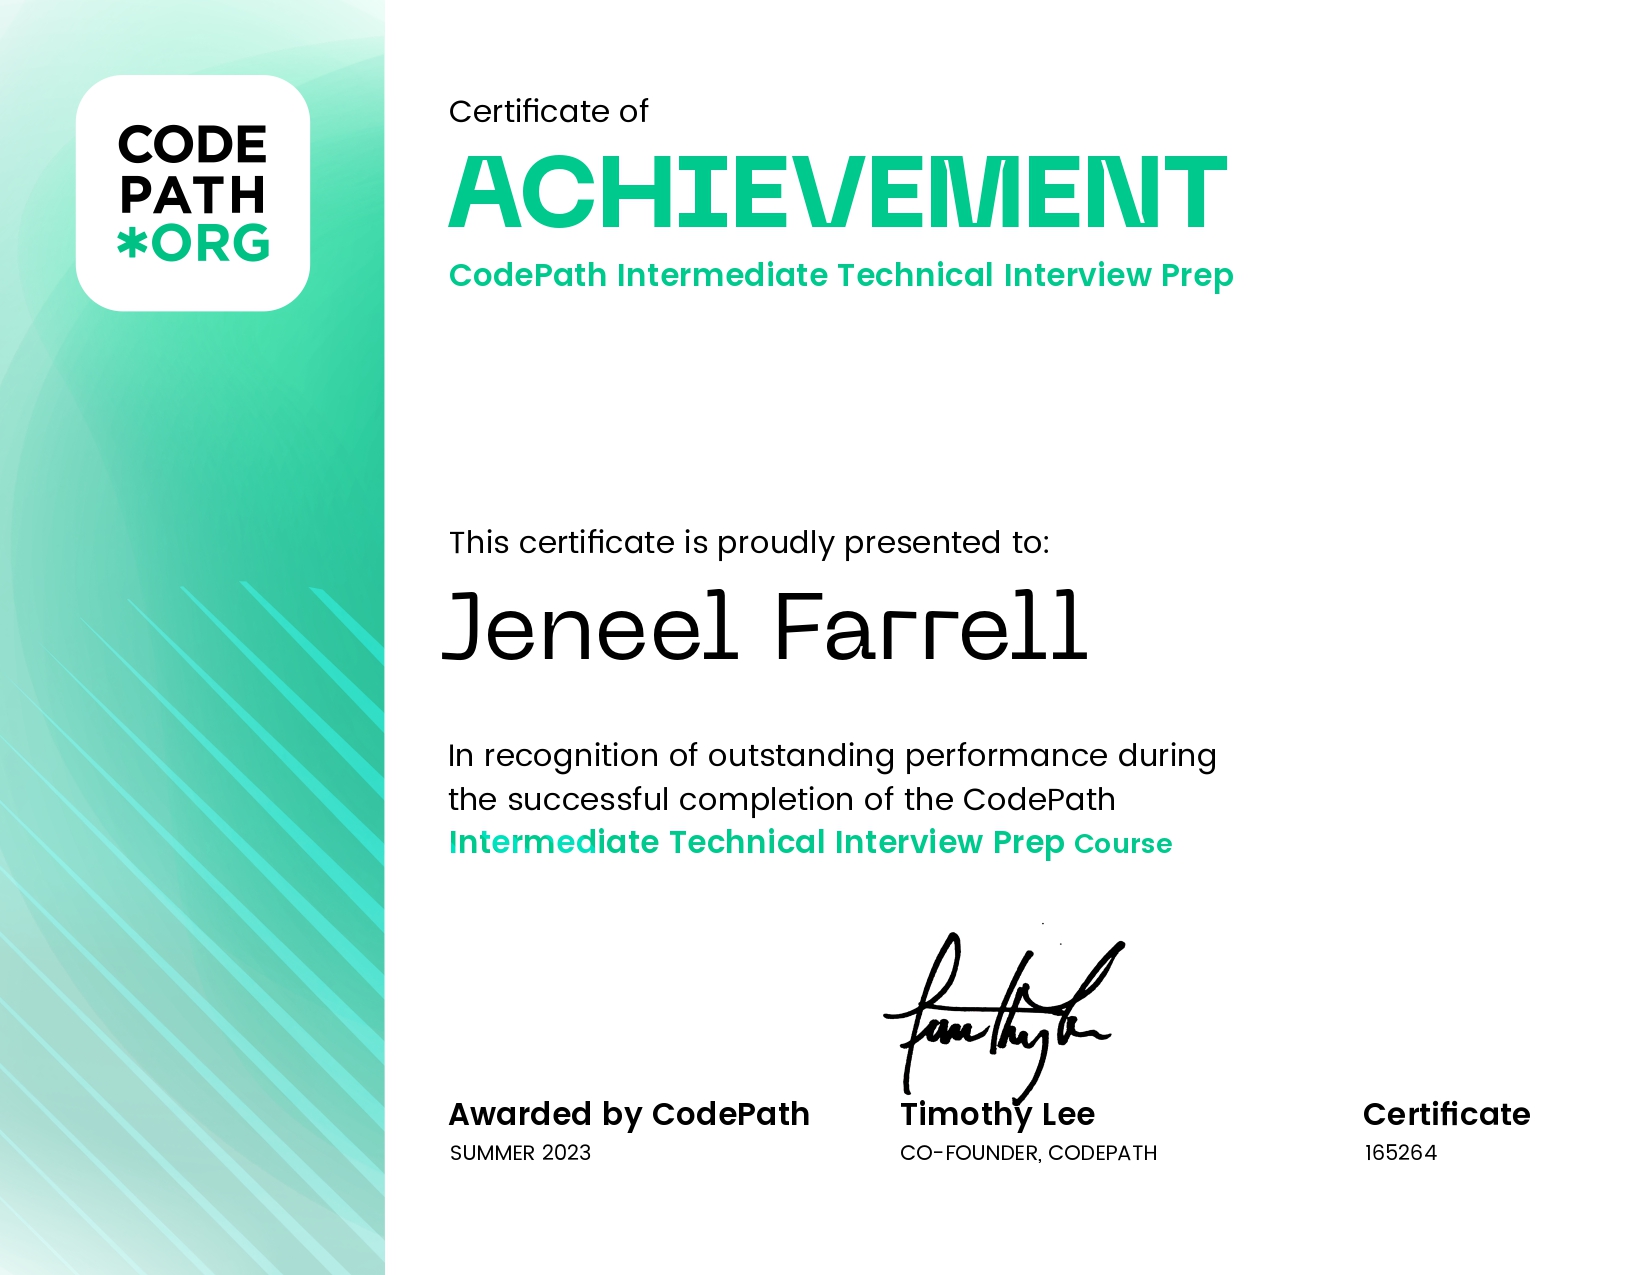 CODE
PATH
*ORG
Certificate of
ACHIEVEMENT
CodePath Intermediate Technical Interview Prep
This certificate is proudly presented to:
Jeneel Farrell
In recognition of outstanding performance during
the successful completion of the CodePath
Intermediate Technical Interview Prep Course
Awarded by CodePath
SUMMER 2023
Timothy Lee
CO-FOUNDER, CODEPATH
Certificate
165264